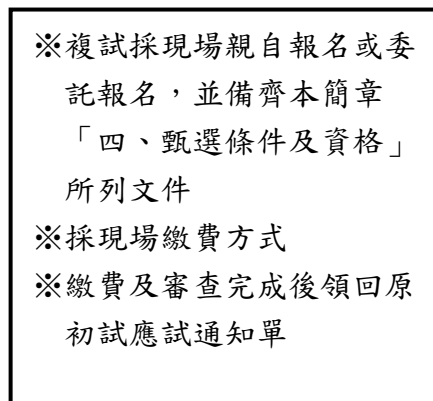 ※複試採現場親自報名或委
託報名，並備齊本簡章
「四、甄選條件及資格」
所列文件
※採現場繳費方式
※繳費及審查完成後領回原
初試應試通知單